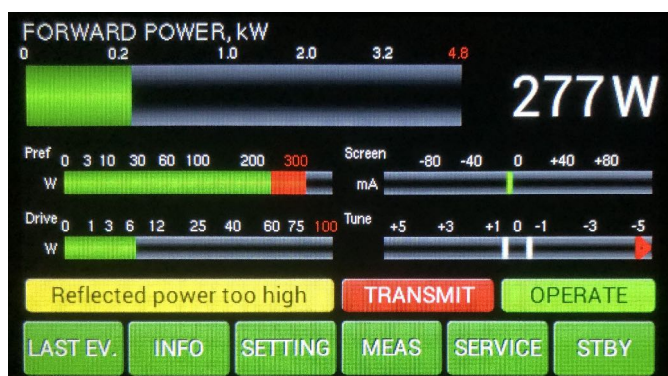 FORWARD POWER, kW
0 0.2 1.0 2.0 3.2 4.8
277W
Pref 0 3 10 30 60 100 200 300
W
Screen -80 -40 0 +40 +80
mA
Drive 0 1 3 6 12 25 40 60 75 100
W
Tune +5 +3 +1 0 -1 -3 -5
Reflected power too high
TRANSMIT
OPERATE
LAST EV. INFO SETTING MEAS SERVICE STBY